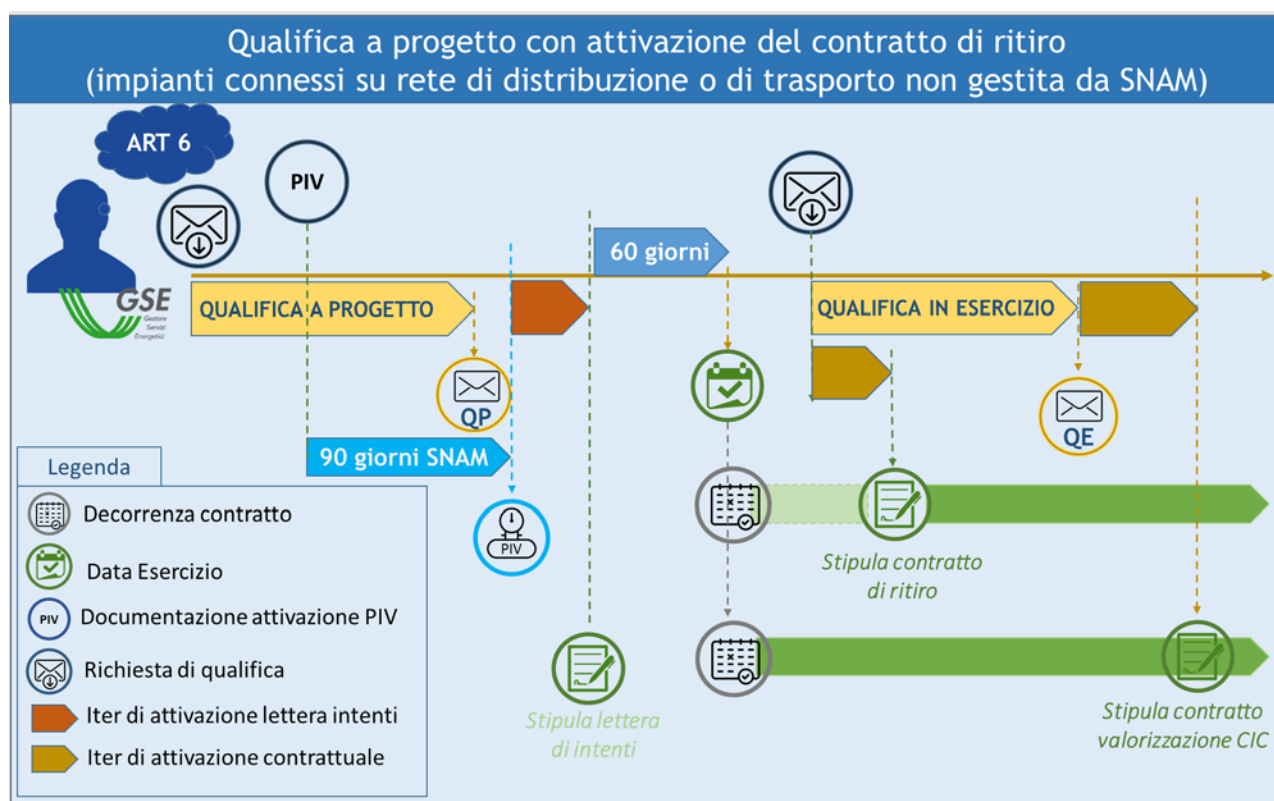 Qualifica a progetto con attivazione del contratto di ritiro
(impianti connessi su rete di distribuzione o di trasporto non gestita da SNAM)
ART 6
PIV
60 giorni
GSE
Gestore
Servizi
Energetici
QUALIFICA A PROGETTO
QUALIFICA IN ESERCIZIO
QP
QE
90 giorni SNAM
PIV
Stipula contratto
di ritiro
Stipula lettera
di intenti
Stipula contratto
valorizzazione CIC
Legenda
Decorrenza contratto
Data Esercizio
PIV
Documentazione attivazione PIV
Richiesta di qualifica
Iter di attivazione lettera intenti
Iter di attivazione contrattuale